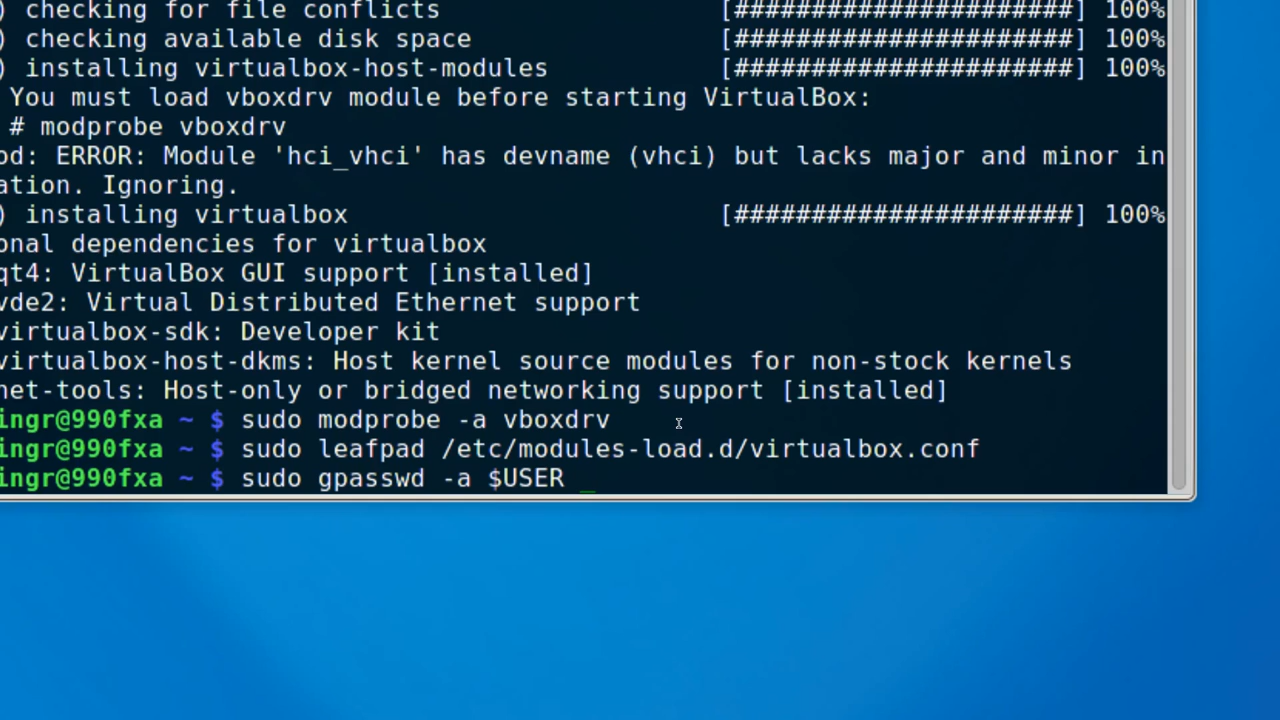 ) checking for file conflicts [######################] 100%
) checking available disk space [######################] 100%
) installing virtualbox-host-modules [######################] 100%
You must load vboxdrv module before starting VirtualBox:
# modprobe vboxdrv
od: ERROR: Module 'hci_vhci' has devname (vhci) but lacks major and minor in
ation. Ignoring.
) installing virtualbox [######################] 100%
onal dependencies for virtualbox
qt4: VirtualBox GUI support [installed]
vde2: Virtual Distributed Ethernet support
virtualbox-sdk: Developer kit
virtualbox-host-dkms: Host kernel source modules for non-stock kernels
net-tools: Host-only or bridged networking support [installed]
ingr@990fxa ~ $ sudo modprobe -a vboxdrv
ingr@990fxa ~ $ sudo leafpad /etc/modules-load.d/virtualbox.conf
ingr@990fxa ~ $ sudo gpasswd -a $USER _